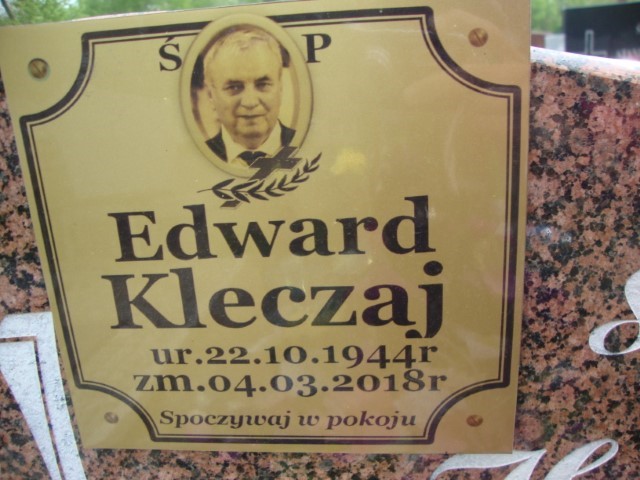 Ś P
Edward
Kleczaj
ur.22.10.1944r
zm.04.03.2018r
Spoczywaj w pokoju